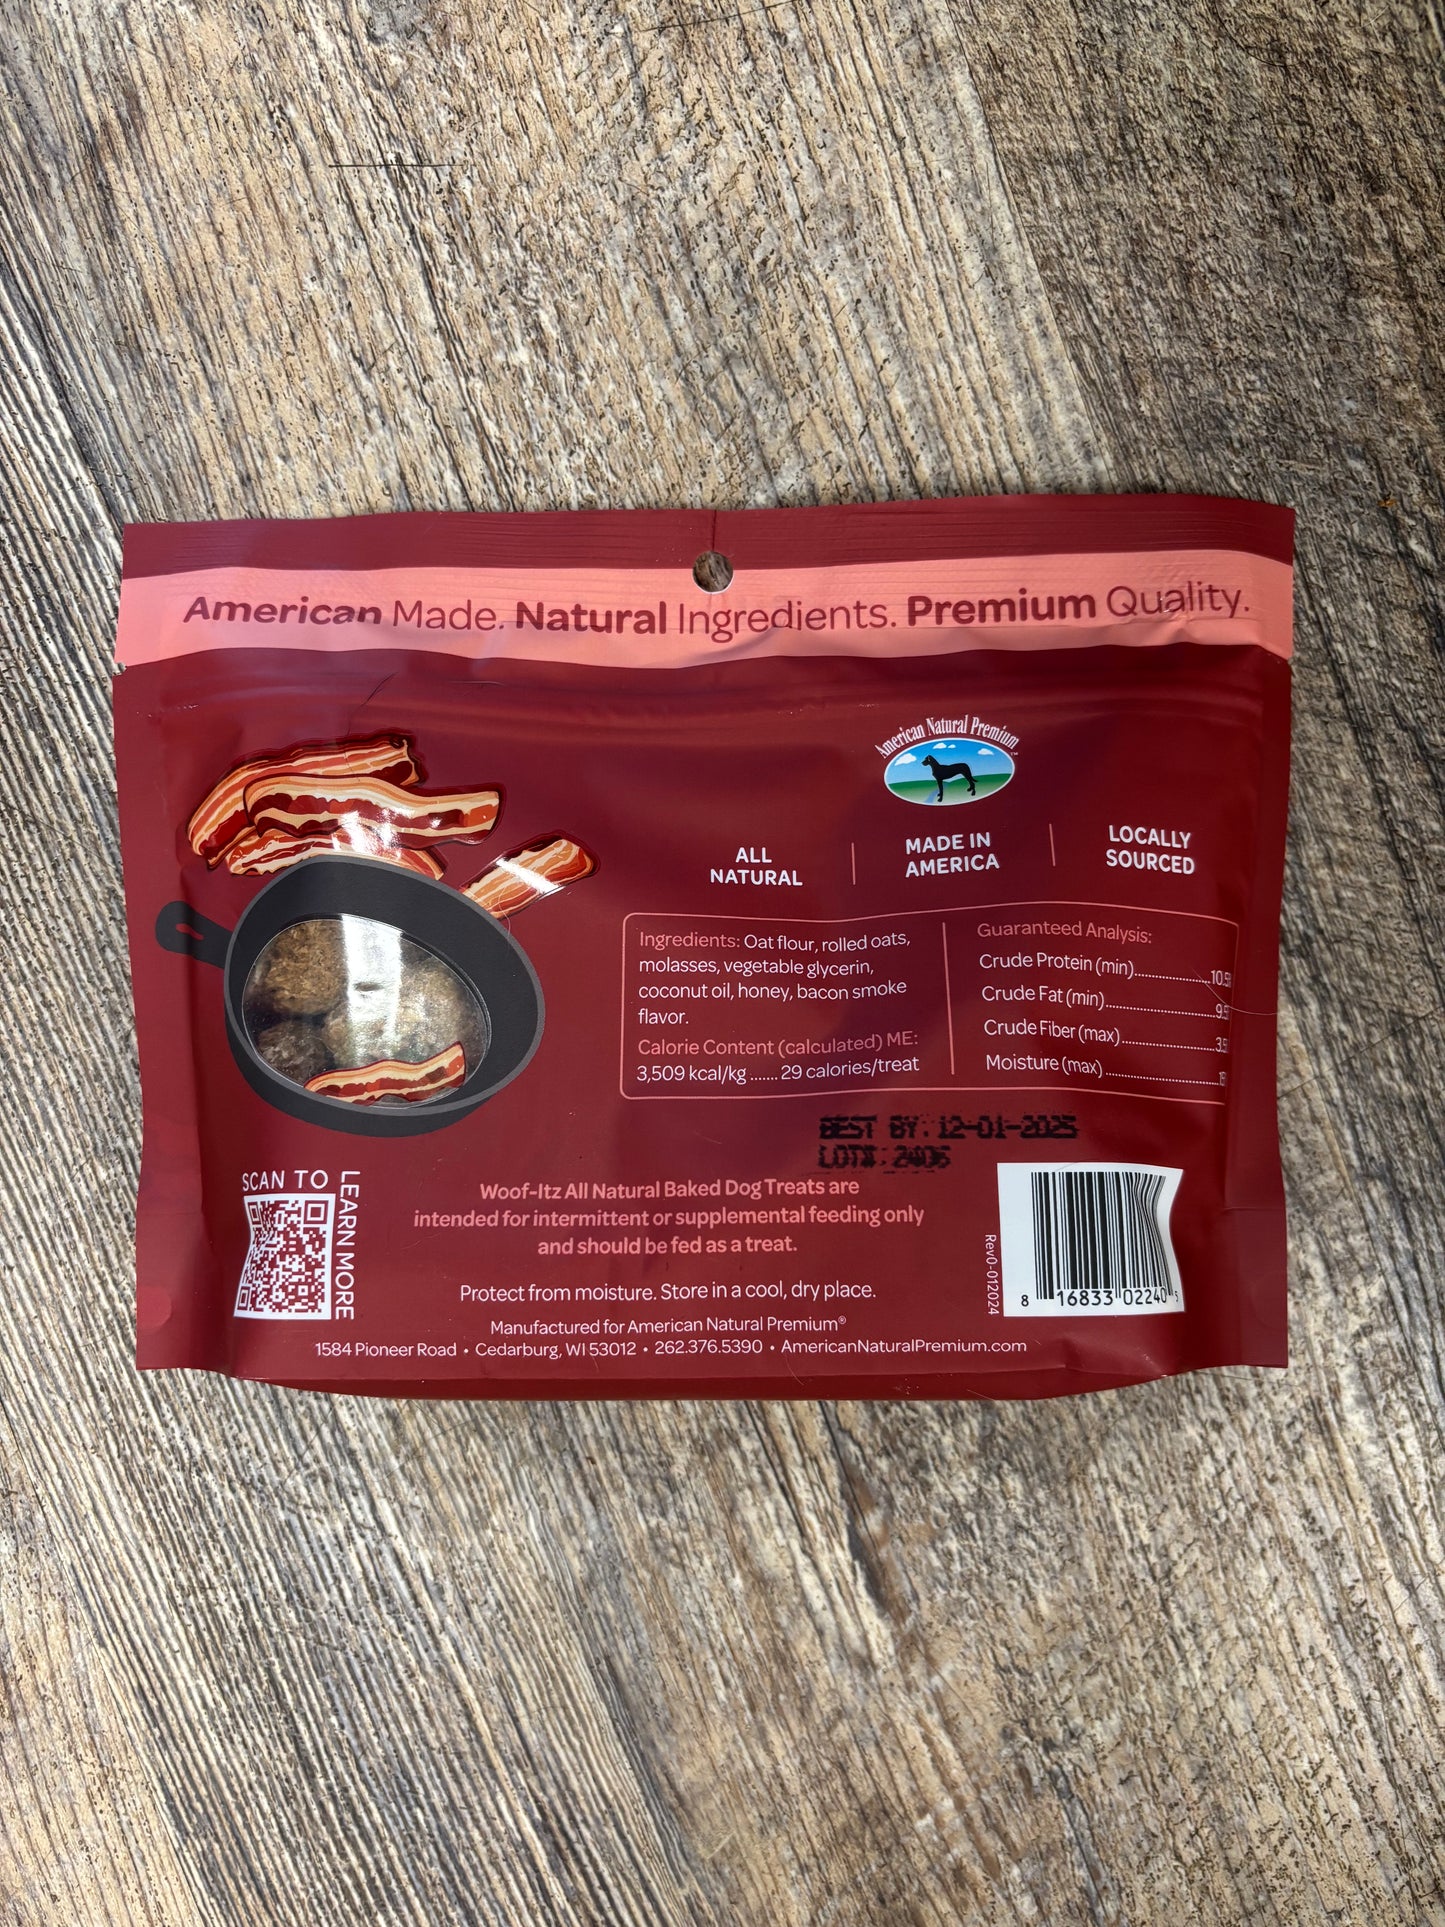 American Made. Natural Ingredients. Premium Quality.
American Natural Premium™
ALL
NATURAL
MADE IN
AMERICA
LOCALLY
SOURCED
Ingredients: Oat flour, rolled oats,
molasses, vegetable glycerin,
coconut oil, honey, bacon smoke
flavor.
Calorie Content (calculated) ME:
3,509 kcal/kg ....... 29 calories/treat
Guaranteed Analysis:
Crude Protein (min)
Crude Fat (min)
Crude Fiber (max)
Moisture (max)
BEST BY: 12-01-2025
LOT#: 2406
SCAN TO
LEARN MORE
Woof-Itz All Natural Baked Dog Treats are
intended for intermittent or supplemental feeding only
and should be fed as a treat.
Protect from moisture. Store in a cool, dry place.
Manufactured for American Natural Premium®
1584 Pioneer Road • Cedarburg, WI 53012 • 262.376.5390 • AmericanNaturalPremium.com
Rev0-012024
8 16833 02240 5